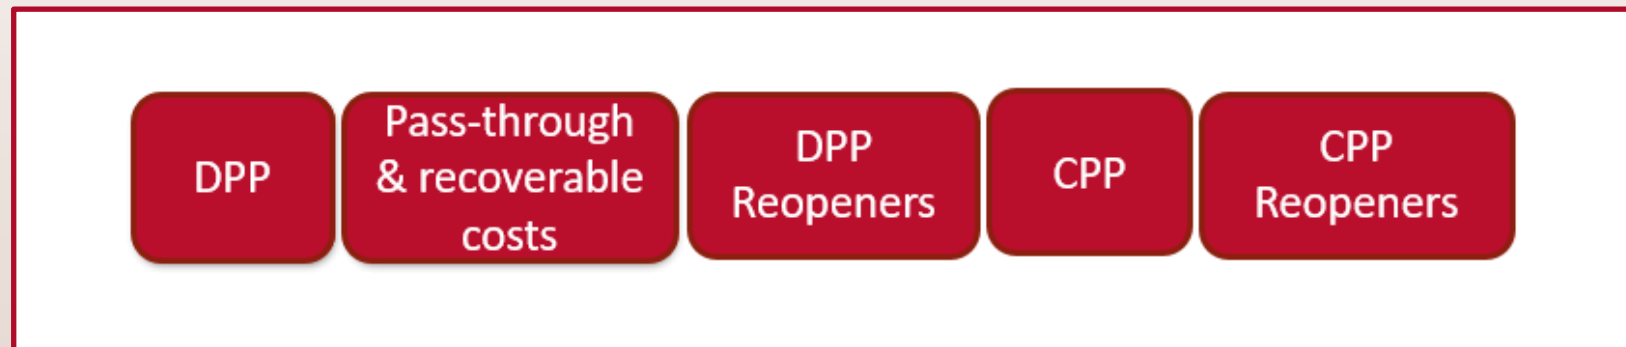 DPP
Pass-through
& recoverable
costs
DPP
Reopeners
CPP
CPP
Reopeners